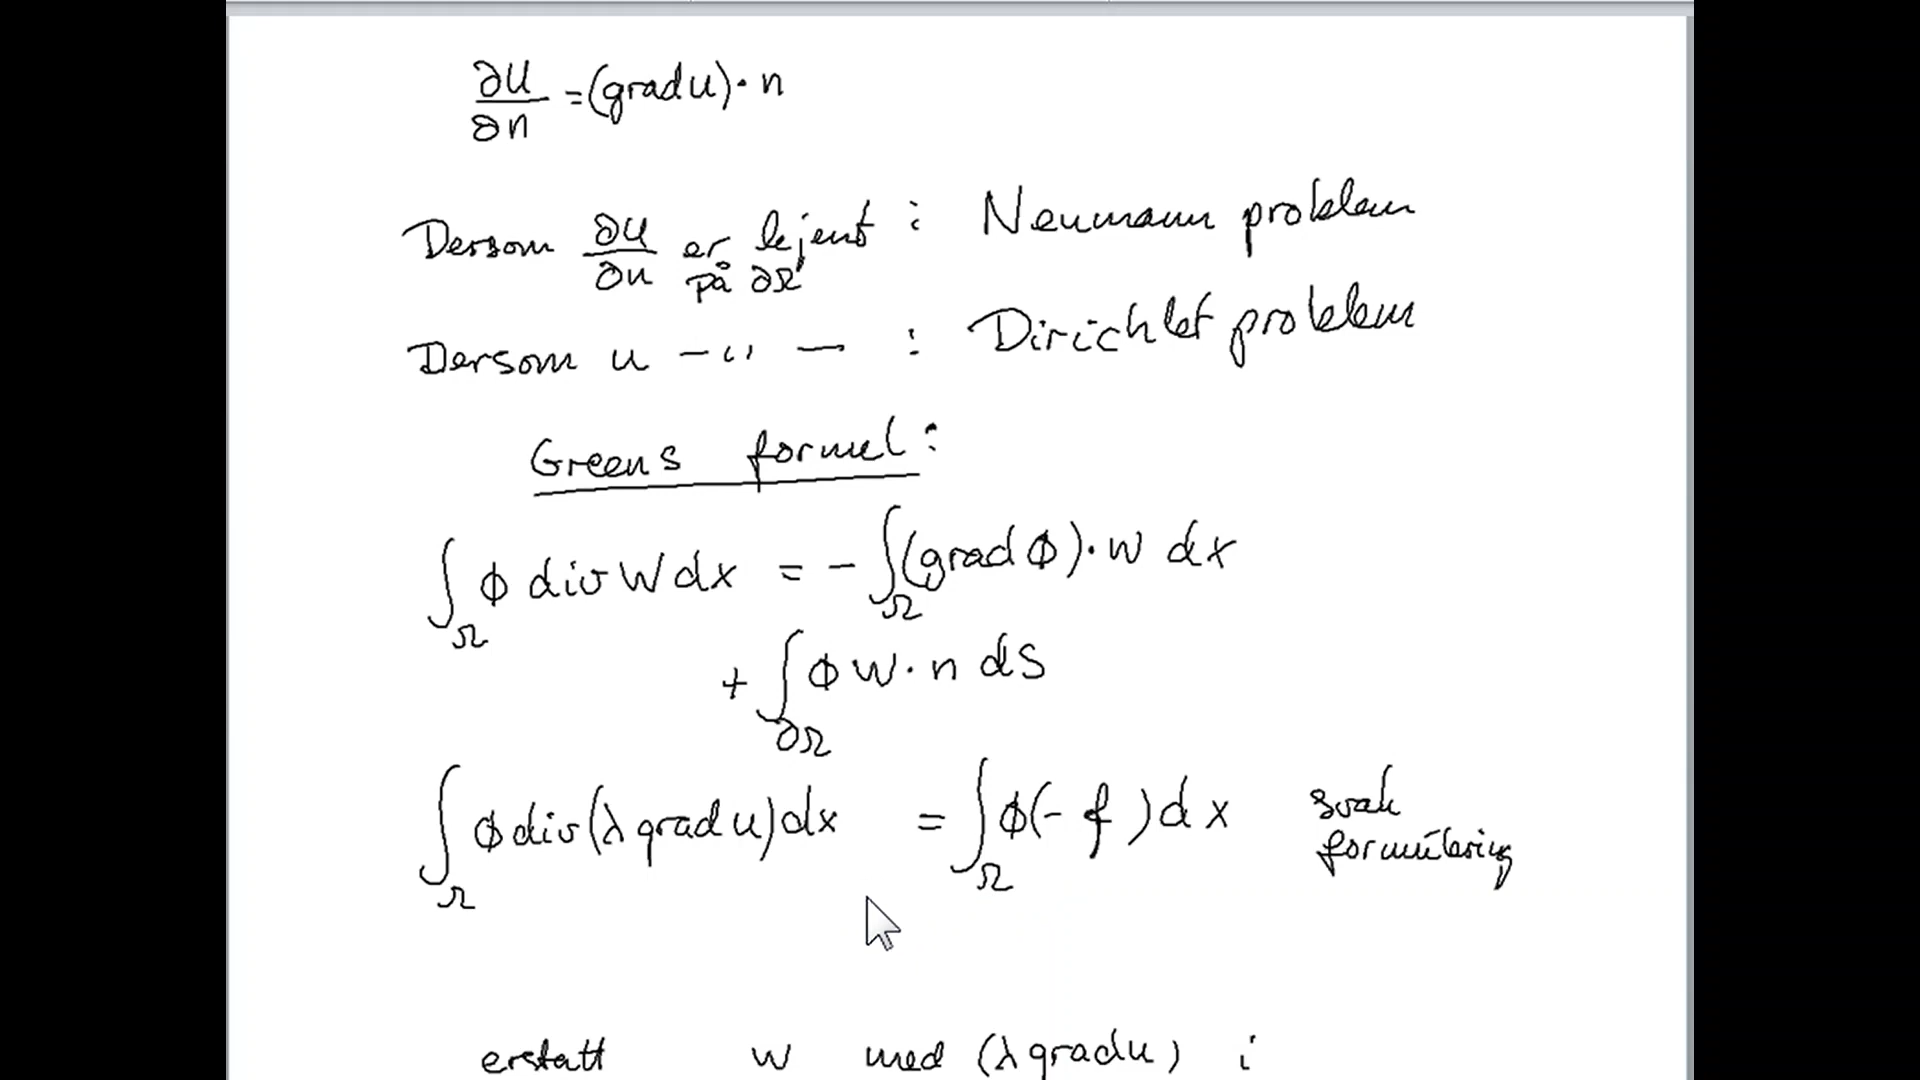 ∂u/∂n = (grad u) · n
Dersom ∂u/∂n er kjent på ∂Ω : Neumann problem
Dersom u —〃— : Dirichlet problem
Greens formel:
∫_Ω ϕ div w dx = - ∫_Ω (grad ϕ) · w dx
+ ∫_∂Ω ϕ w · n dS
∫_Ω ϕ div(λ grad u) dx = ∫_Ω ϕ(- f) dx svak formulering
erstatt w med (λ grad u) i